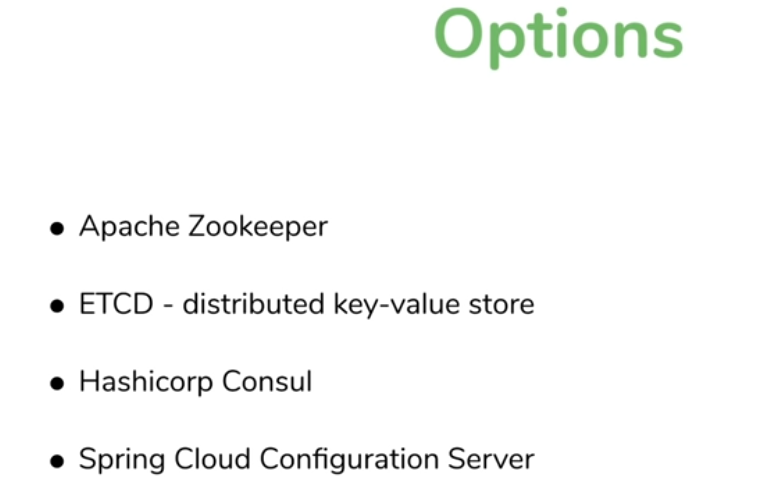 Options
● Apache Zookeeper
● ETCD - distributed key-value store
● Hashicorp Consul
● Spring Cloud Configuration Server